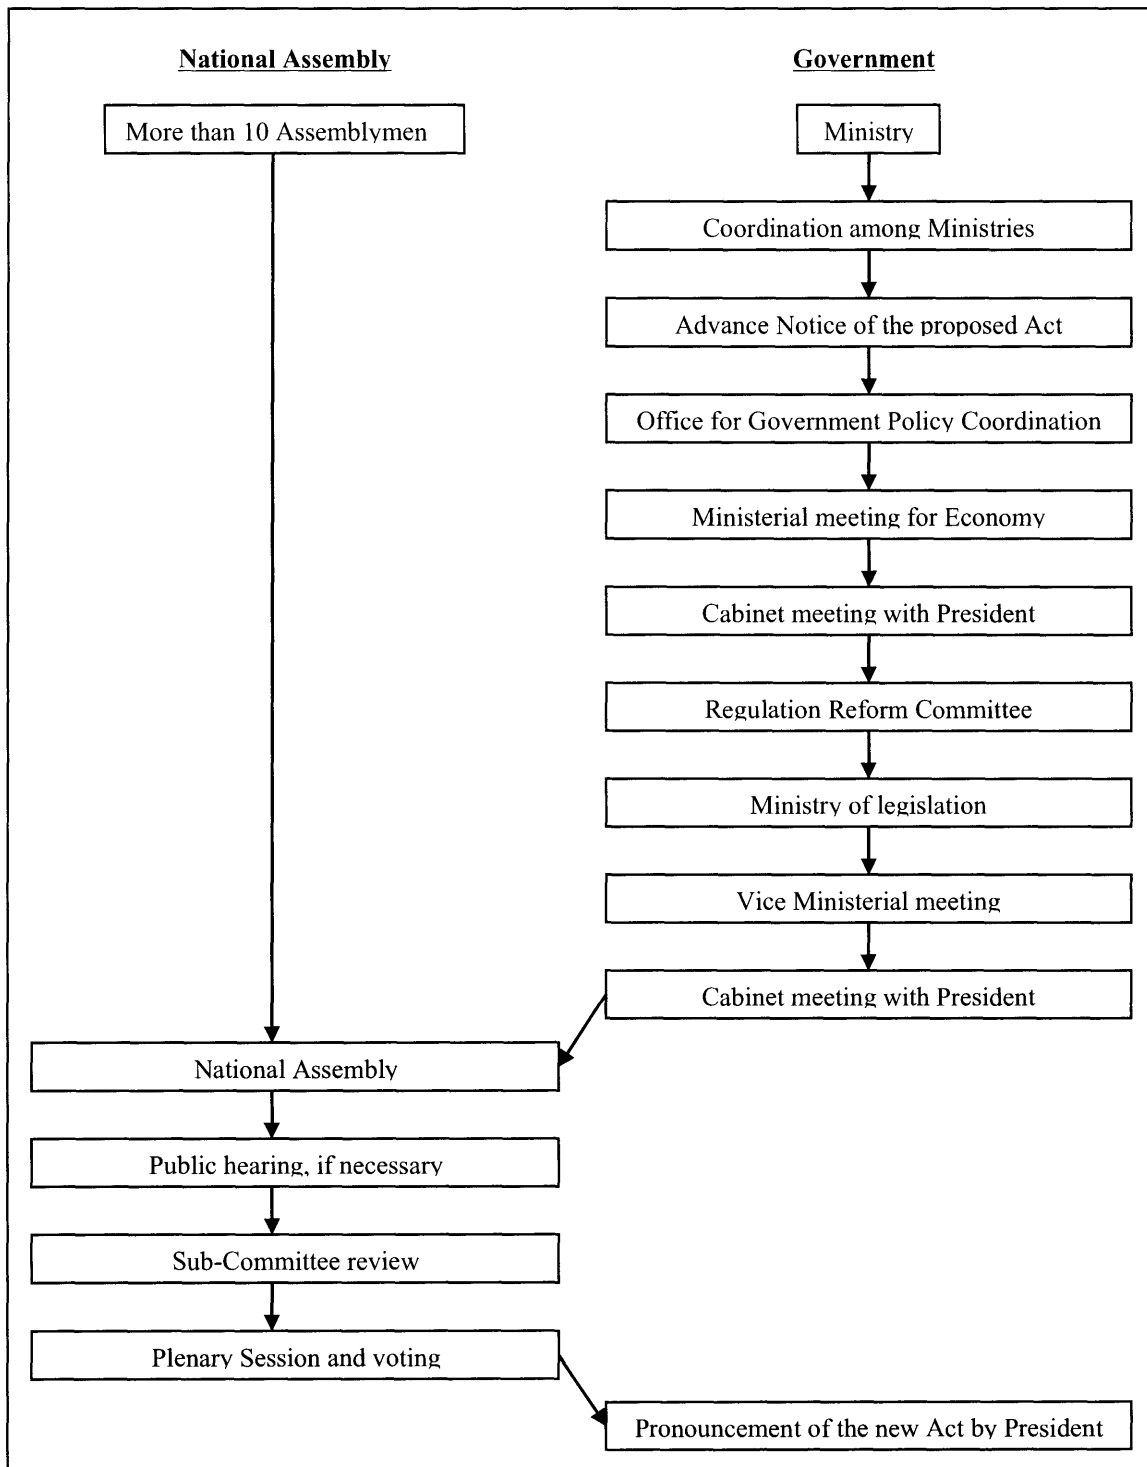 National Assembly
Government
More than 10 Assemblymen
Ministry
Coordination among Ministries
Advance Notice of the proposed Act
Office for Government Policy Coordination
Ministerial meeting for Economy
Cabinet meeting with President
Regulation Reform Committee
Ministry of legislation
Vice Ministerial meeting
Cabinet meeting with President
National Assembly
Public hearing, if necessary
Sub-Committee review
Plenary Session and voting
Pronouncement of the new Act by President